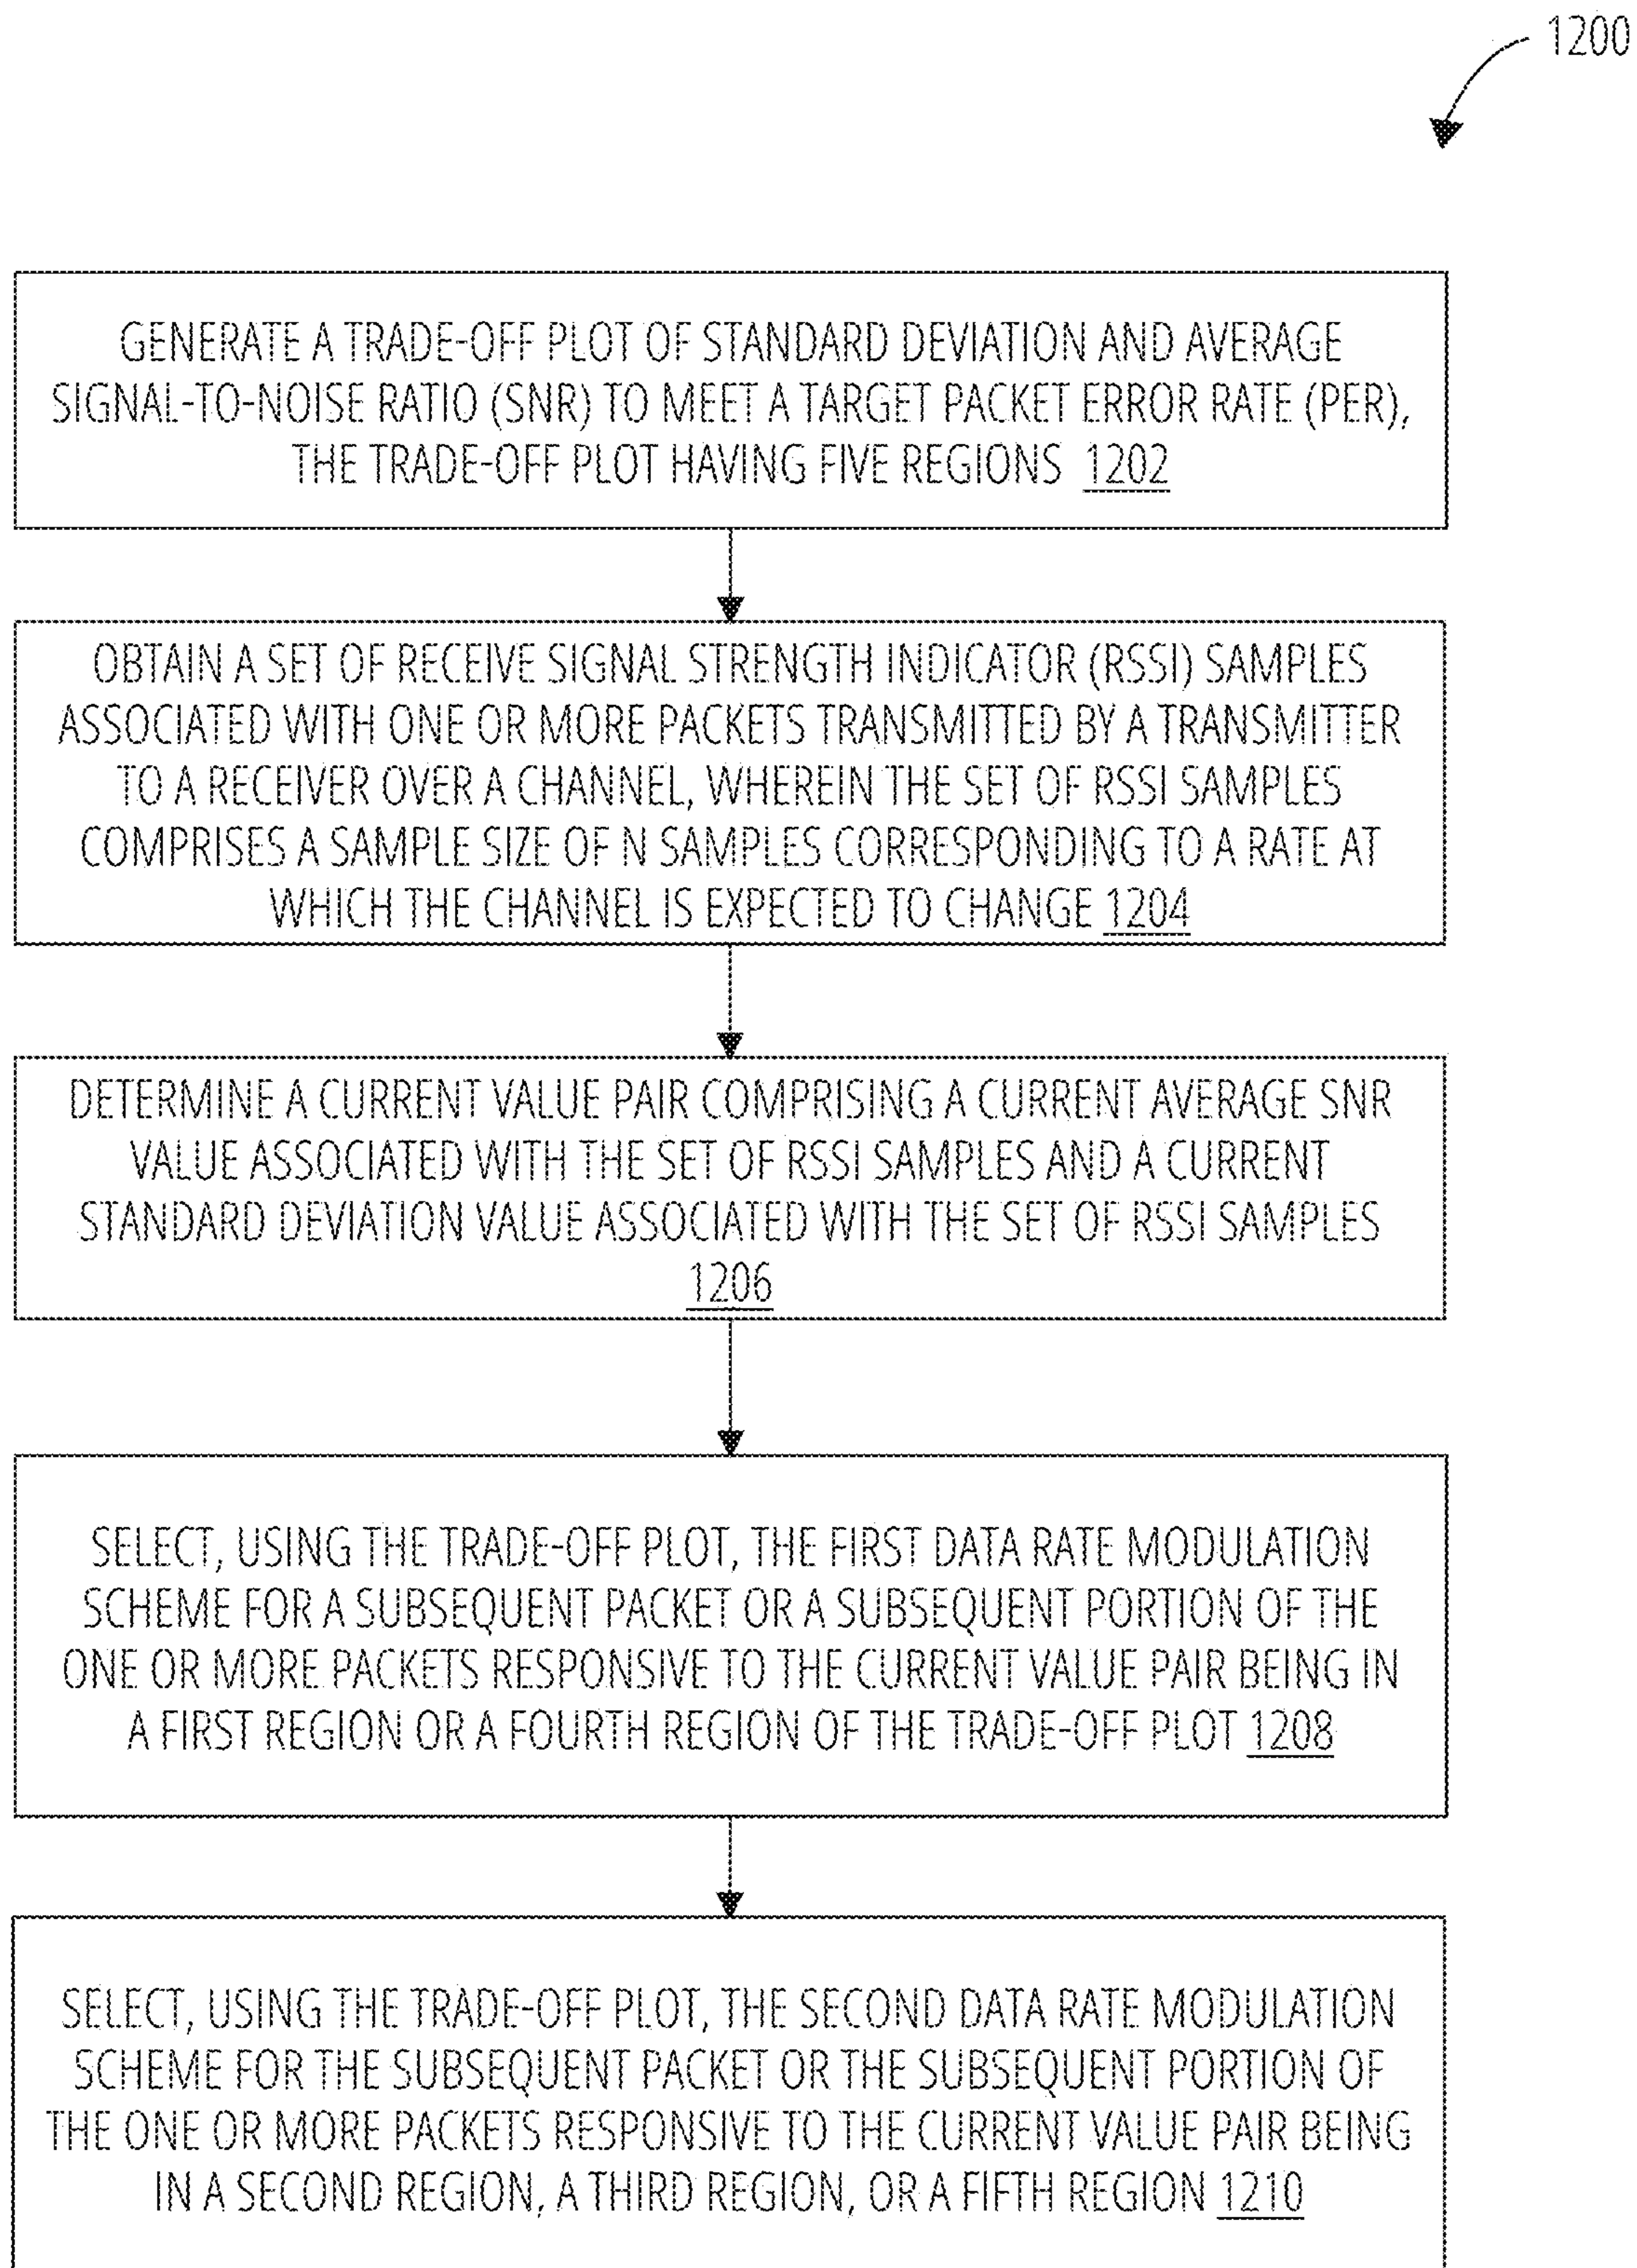 1200
GENERATE A TRADE-OFF PLOT OF STANDARD DEVIATION AND AVERAGE
SIGNAL-TO-NOISE RATIO (SNR) TO MEET A TARGET PACKET ERROR RATE (PER),
THE TRADE-OFF PLOT HAVING FIVE REGIONS 1202
OBTAIN A SET OF RECEIVE SIGNAL STRENGTH INDICATOR (RSSI) SAMPLES
ASSOCIATED WITH ONE OR MORE PACKETS TRANSMITTED BY A TRANSMITTER
TO A RECEIVER OVER A CHANNEL, WHEREIN THE SET OF RSSI SAMPLES
COMPRISES A SAMPLE SIZE OF N SAMPLES CORRESPONDING TO A RATE AT
WHICH THE CHANNEL IS EXPECTED TO CHANGE 1204
DETERMINE A CURRENT VALUE PAIR COMPRISING A CURRENT AVERAGE SNR
VALUE ASSOCIATED WITH THE SET OF RSSI SAMPLES AND A CURRENT
STANDARD DEVIATION VALUE ASSOCIATED WITH THE SET OF RSSI SAMPLES
1206
SELECT, USING THE TRADE-OFF PLOT, THE FIRST DATA RATE MODULATION
SCHEME FOR A SUBSEQUENT PACKET OR A SUBSEQUENT PORTION OF THE
ONE OR MORE PACKETS RESPONSIVE TO THE CURRENT VALUE PAIR BEING IN
A FIRST REGION OR A FOURTH REGION OF THE TRADE-OFF PLOT 1208
SELECT, USING THE TRADE-OFF PLOT, THE SECOND DATA RATE MODULATION
SCHEME FOR THE SUBSEQUENT PACKET OR THE SUBSEQUENT PORTION OF
THE ONE OR MORE PACKETS RESPONSIVE TO THE CURRENT VALUE PAIR BEING
IN A SECOND REGION, A THIRD REGION, OR A FIFTH REGION 1210